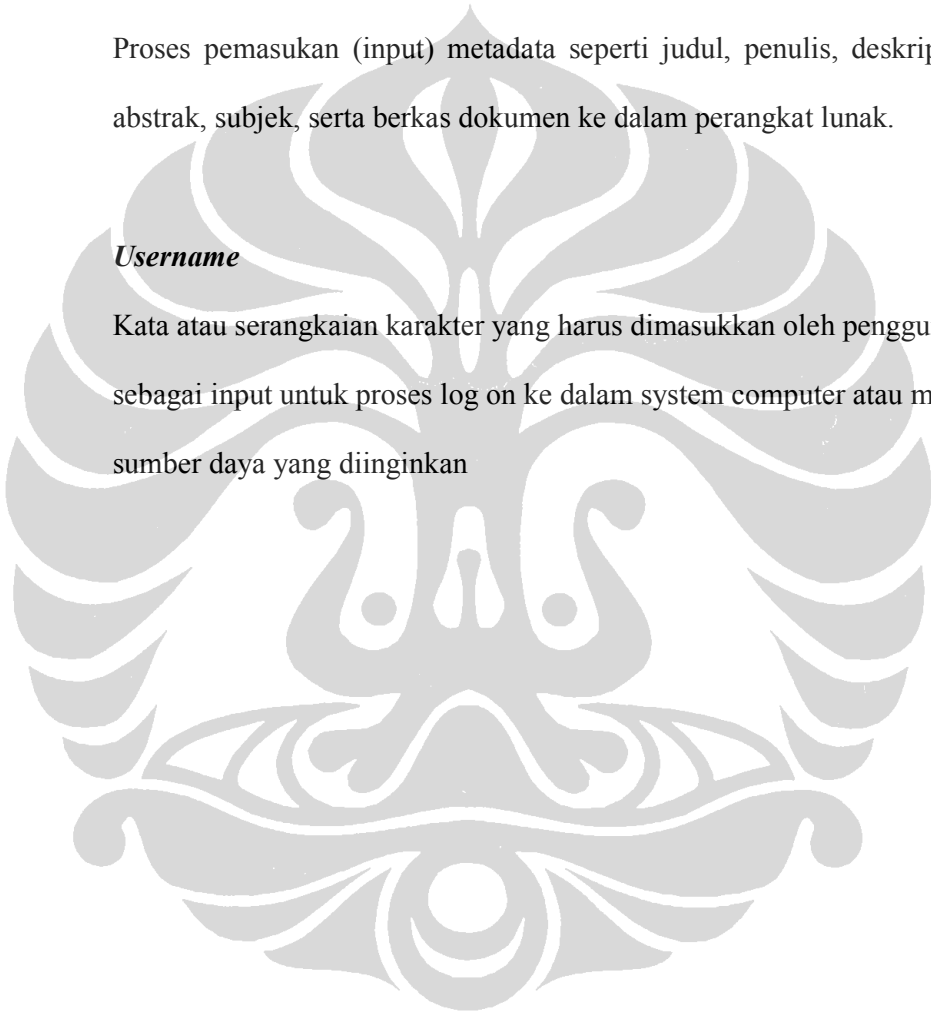 Proses pemasukan (input) metadata seperti judul, penulis, deskrip
abstrak, subjek, serta berkas dokumen ke dalam perangkat lunak.
Username
Kata atau serangkaian karakter yang harus dimasukkan oleh penggu
sebagai input untuk proses log on ke dalam system computer atau m
sumber daya yang diinginkan